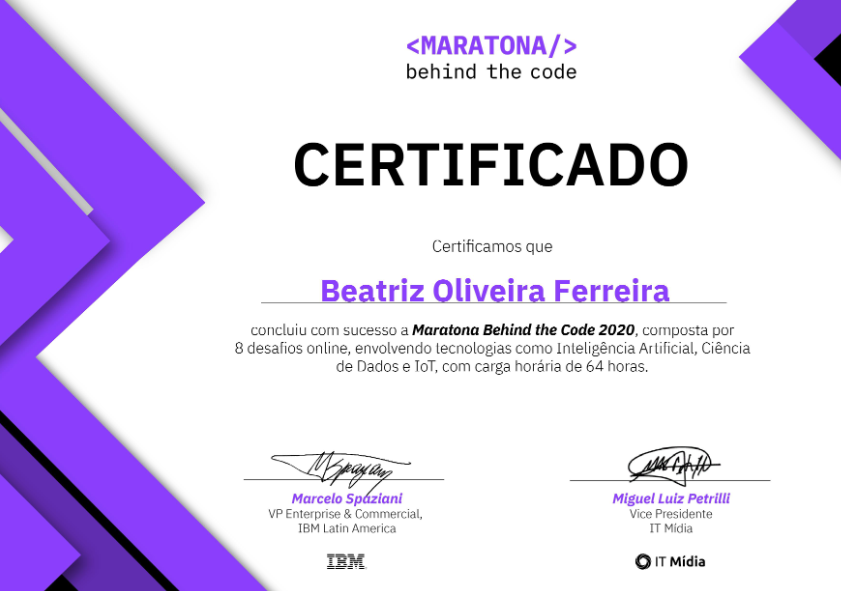 <MARATONA/>
behind the code
CERTIFICADO
Certificamos que
Beatriz Oliveira Ferreira
concluiu com sucesso a Maratona Behind the Code 2020, composta por
8 desafios online, envolvendo tecnologias como Inteligência Artificial, Ciência
de Dados e IoT, com carga horária de 64 horas.
MSpaziani
Marcelo Spaziani
VP Enterprise & Commercial,
IBM Latin America
IBM
Miguel Luiz Petrilli
Vice Presidente
IT Mídia
IT Mídia